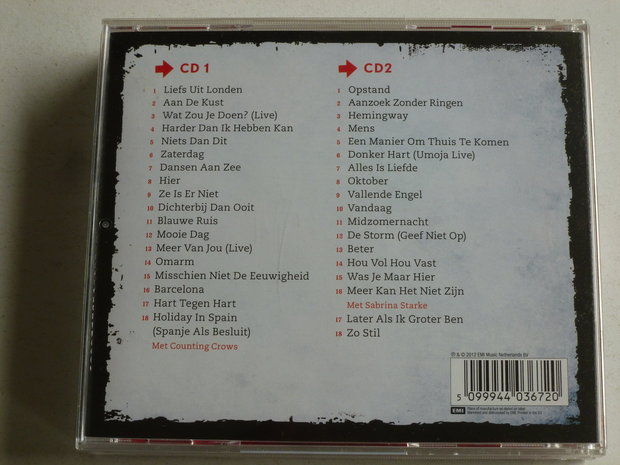 CD 1
1 Liefs Uit Londen
2 Aan De Kust
3 Wat Zou Je Doen? (Live)
4 Harder Dan Ik Hebben Kan
5 Niets Dan Dit
6 Zaterdag
7 Dansen Aan Zee
8 Hier
9 Ze Is Er Niet
10 Dichterbij Dan Ooit
11 Blauwe Ruis
12 Mooie Dag
13 Meer Van Jou (Live)
14 Omarm
15 Misschien Niet De Eeuwigheid
16 Barcelona
17 Hart Tegen Hart
18 Holiday In Spain
(Spanje Als Besluit)
Met Counting Crows
CD2
1 Opstand
2 Aanzoek Zonder Ringen
3 Hemingway
4 Mens
5 Een Manier Om Thuis Te Komen
6 Donker Hart (Umoja Live)
7 Alles Is Liefde
8 Oktober
9 Vallende Engel
10 Vandaag
11 Midzomernacht
12 De Storm (Geef Niet Op)
13 Beter
14 Hou Vol Hou Vast
15 Was Je Maar Hier
16 Meer Kan Het Niet Zijn
Met Sabrina Starke
17 Later Als Ik Groter Ben
18 Zo Stil
℗ & © 2012 EMI Music Netherlands BV
5 099944 036720
EMI